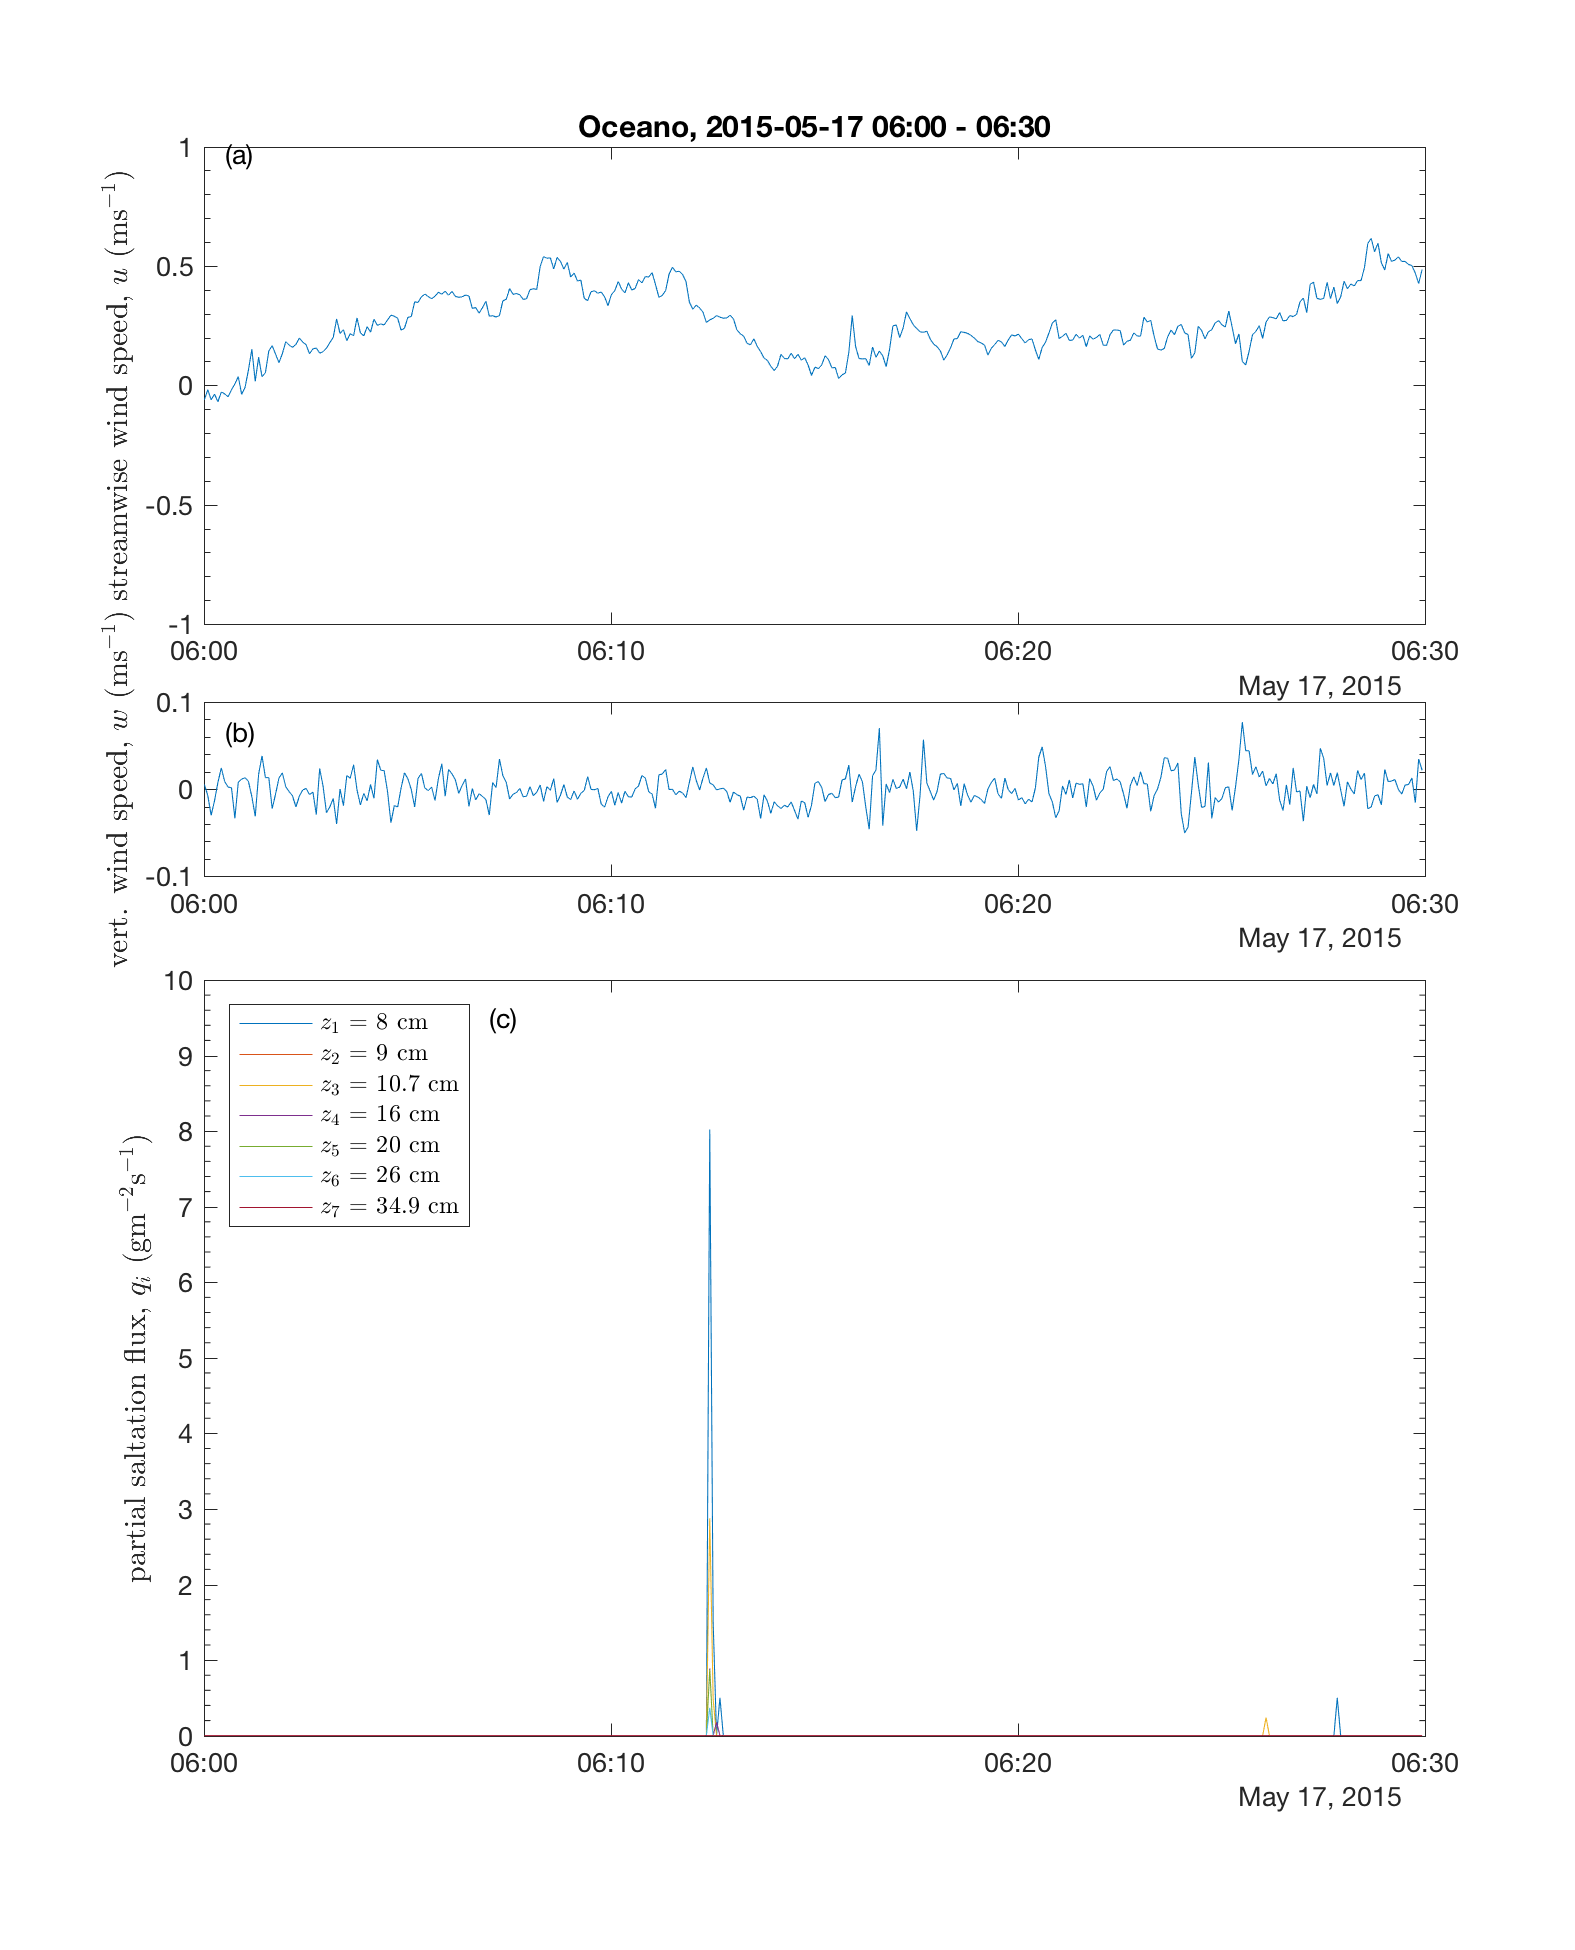 Oceano, 2015-05-17 06:00 - 06:30
(a)
streamwise wind speed, u (ms⁻¹)
1
0.5
0
-0.5
-1
06:00 06:10 06:20 06:30
May 17, 2015
(b)
vert. wind speed, w (ms⁻¹)
0.1
0
-0.1
06:00 06:10 06:20 06:30
May 17, 2015
(c)
partial saltation flux, qᵢ (gm⁻²s⁻¹)
10
9
8
7
6
5
4
3
2
1
0
z₁ = 8 cm
z₂ = 9 cm
z₃ = 10.7 cm
z₄ = 16 cm
z₅ = 20 cm
z₆ = 26 cm
z₇ = 34.9 cm
06:00 06:10 06:20 06:30
May 17, 2015